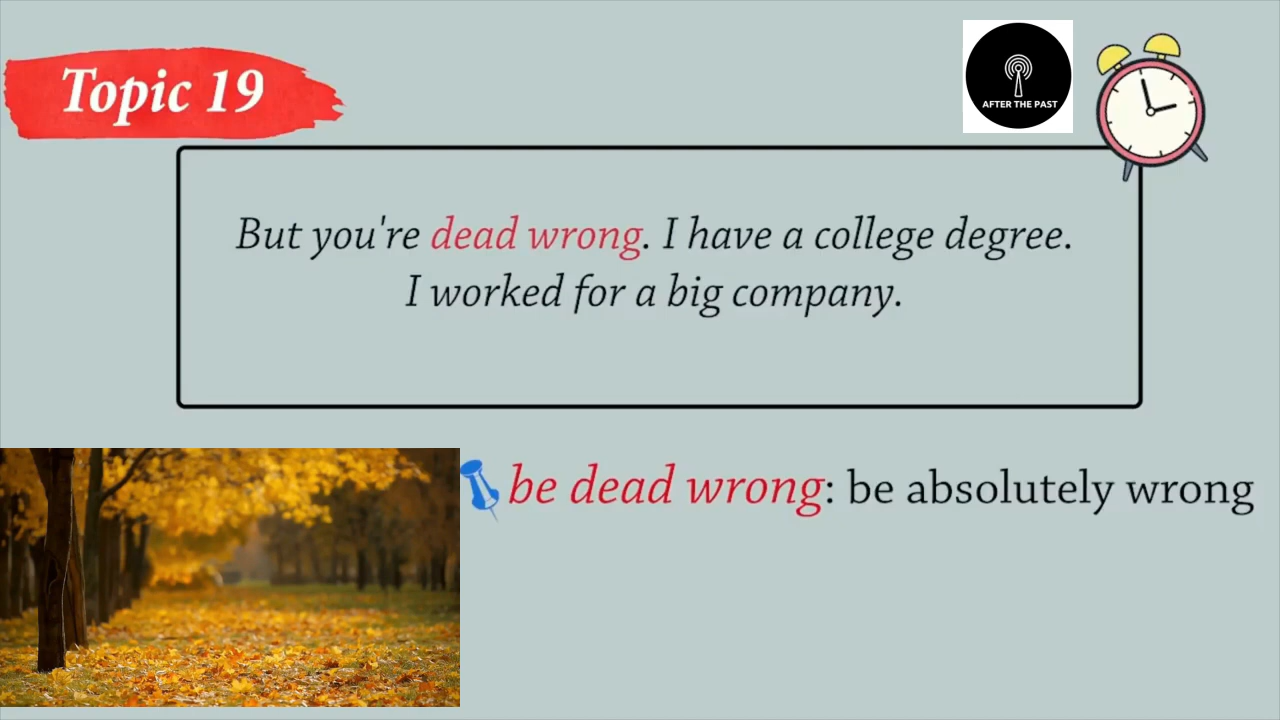 Topic 19
AFTER THE PAST
But you're dead wrong. I have a college degree.
I worked for a big company.
be dead wrong: be absolutely wrong